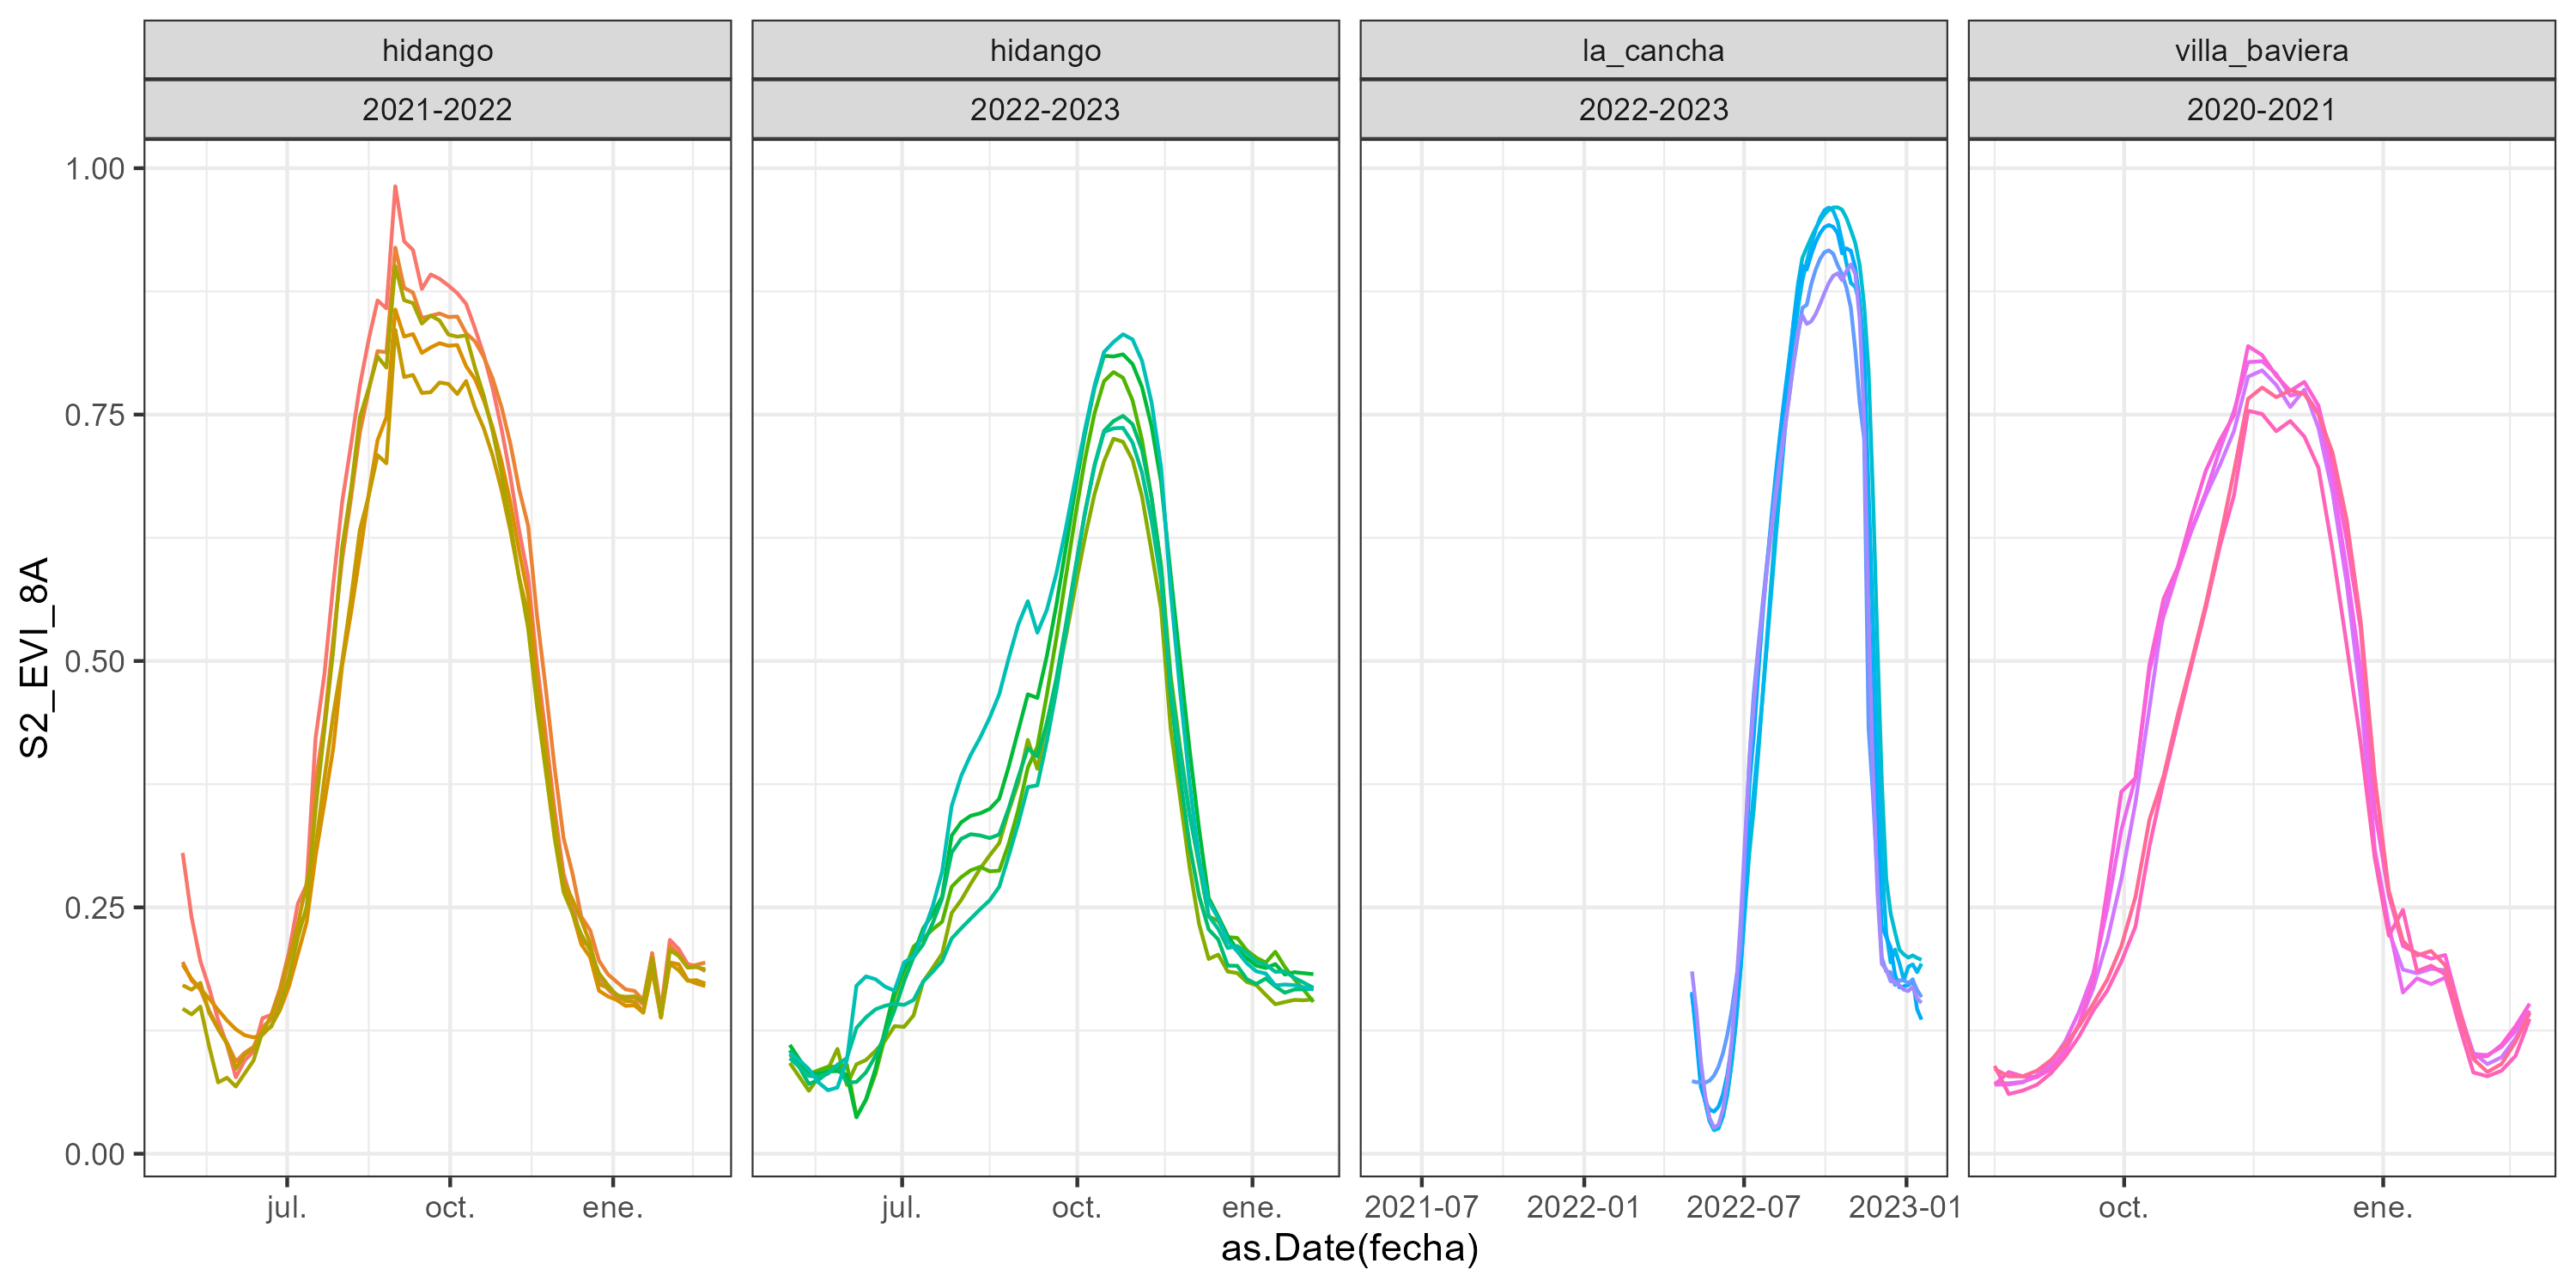 hidango hidango la_cancha villa_baviera
2021-2022 2022-2023 2022-2023 2020-2021
1.00
0.75
0.50
0.25
0.00
S2_EVI_8A
jul. oct. ene. jul. oct. ene. 2021-07 2022-01 2022-07 2023-01 oct. ene.
as.Date(fecha)